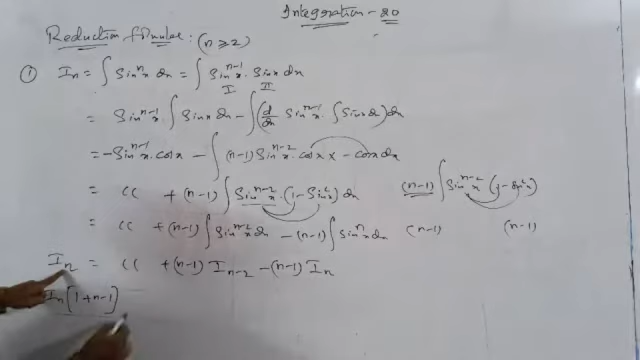 Integration - 20
Reduction formulae : (n ≥ 2)
① Iₙ = ∫ Sinⁿx dx = ∫ Sinⁿ⁻¹x · Sinx dx
I II
= Sinⁿ⁻¹x · ∫ Sinx dx − ∫ (d/dx Sinⁿ⁻¹x · ∫ Sinx dx) dx
= −Sinⁿ⁻¹x · cosx − ∫ (n−1) Sinⁿ⁻²x · cosx × −cosx dx
= ʻʻ + (n−1) ∫ Sinⁿ⁻²x · (1−Sin²x) dx (n−1) ∫ Sinⁿ⁻²x (1−Sin²x)
= ʻʻ + (n−1) ∫ Sinⁿ⁻²x dx − (n−1) ∫ Sinⁿx dx (n−1) (n−1)
Iₙ = ʻʻ + (n−1) Iₙ₋₂ − (n−1) Iₙ
Iₙ [1+n−1]